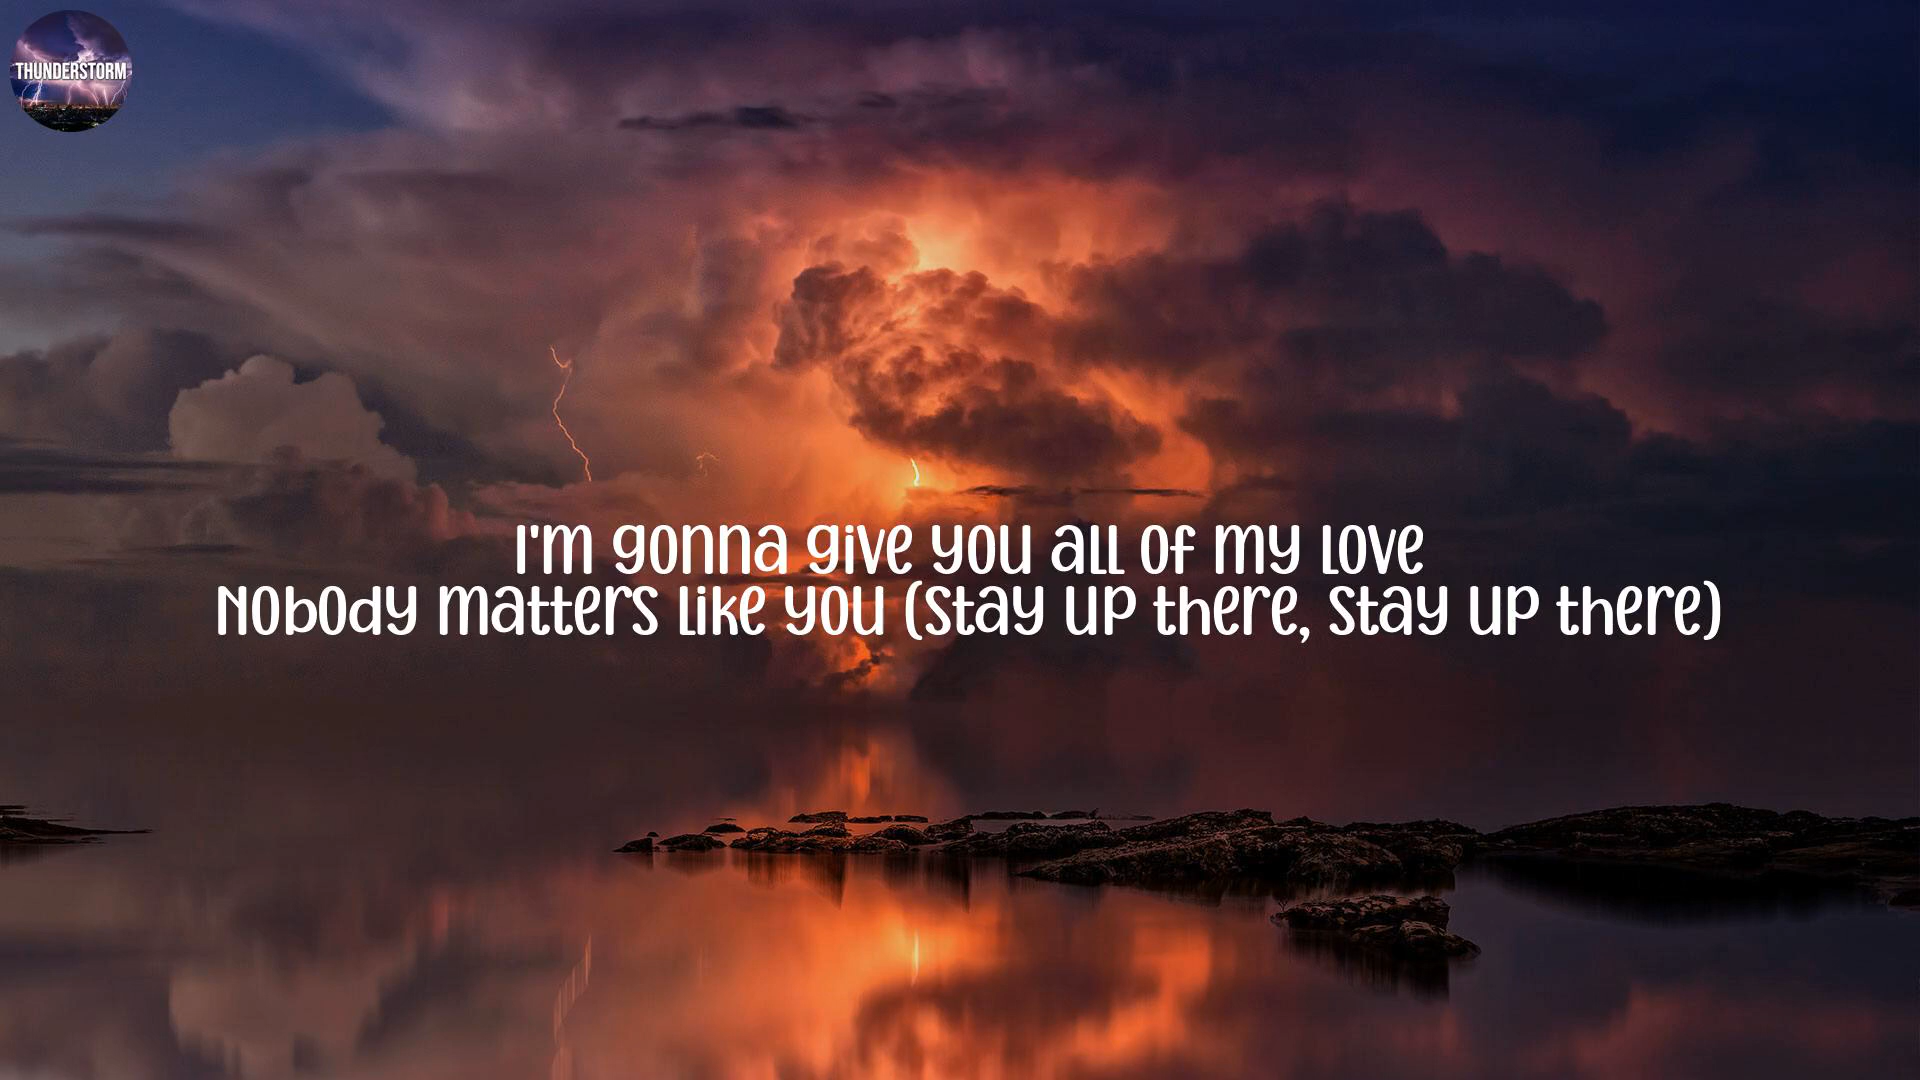 THUNDERSTORM
I'm gonna give you all of my love
Nobody matters like you (stay up there, stay up there)